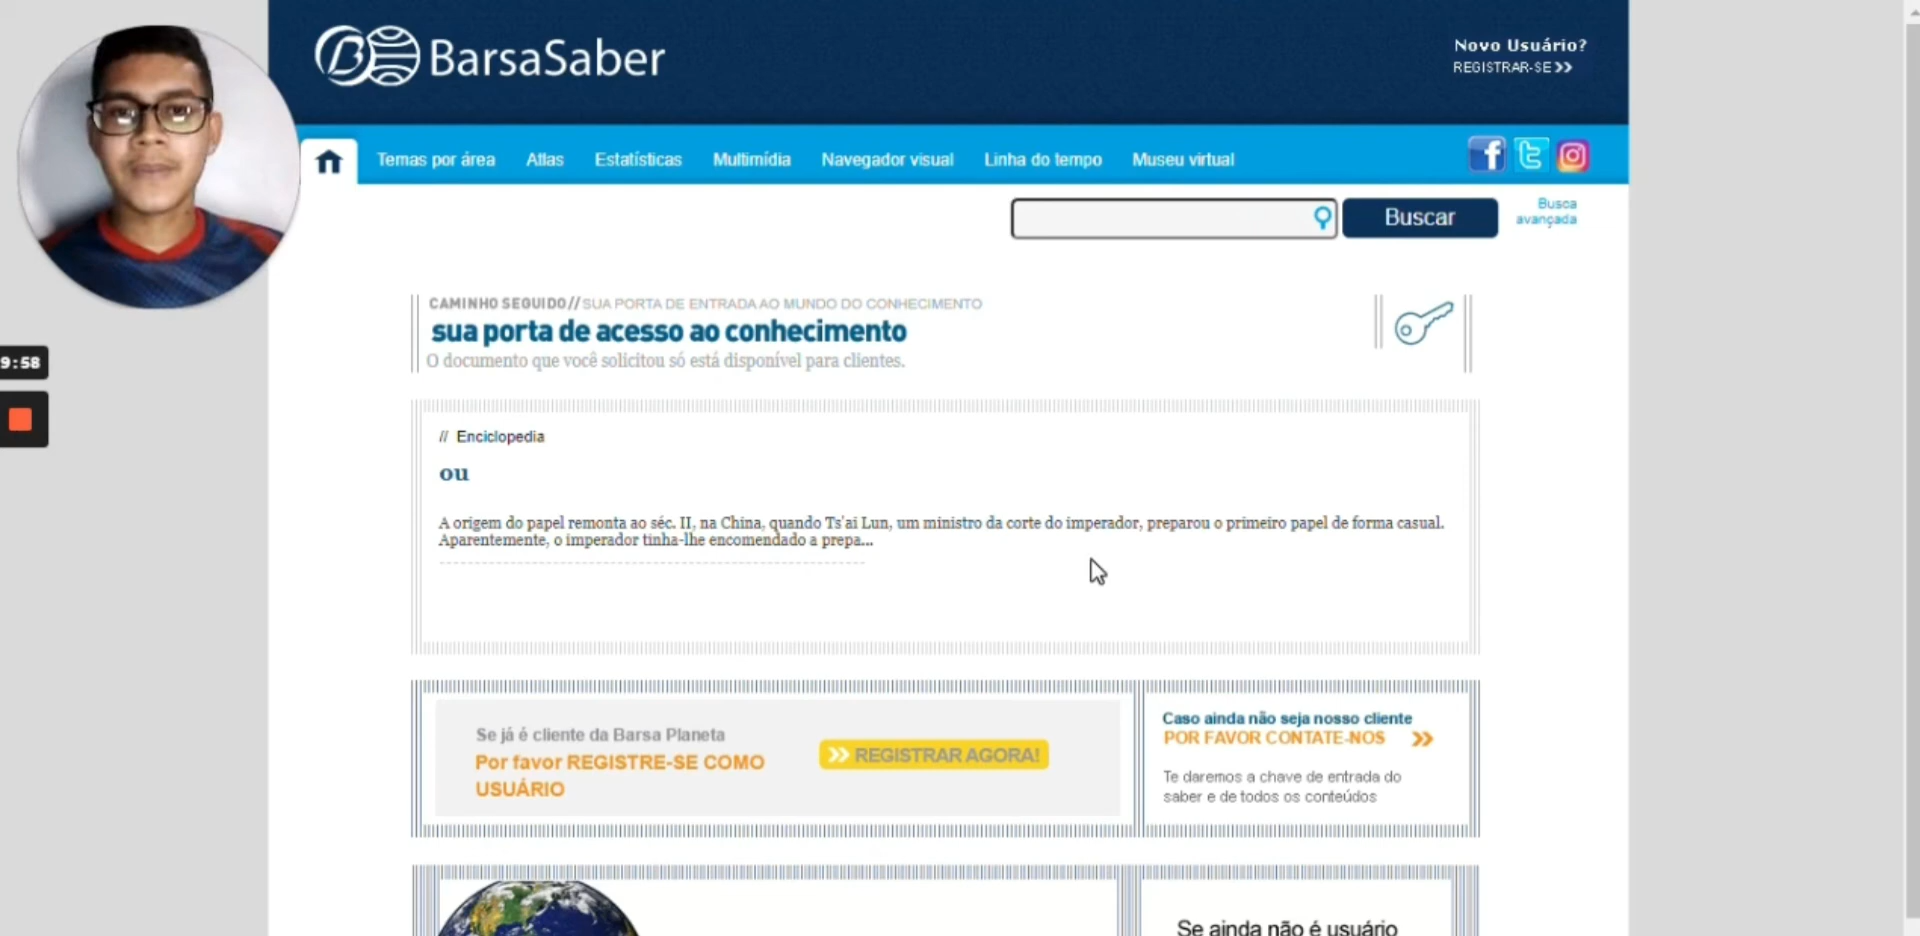 BarsaSaber
Novo Usuário?
REGISTRAR-SE
Temas por área Atlas Estatísticas Multimídia Navegador visual Linha do tempo Museu virtual
Buscar
Busca
avançada
CAMINHO SEGUIDO// SUA PORTA DE ENTRADA AO MUNDO DO CONHECIMENTO
sua porta de acesso ao conhecimento
O documento que você solicitou só está disponível para clientes.
9:58
// Enciclopedia
ou
A origem do papel remonta ao séc. II, na China, quando Ts'ai Lun, um ministro da corte do imperador, preparou o primeiro papel de forma casual.
Aparentemente, o imperador tinha-lhe encomendado a prepa...
Se já é cliente da Barsa Planeta
Por favor REGISTRE-SE COMO
USUÁRIO
REGISTRAR AGORA!
Caso ainda não seja nosso cliente
POR FAVOR CONTATE-NOS
Te daremos a chave de entrada do
saber e de todos os conteúdos
Se ainda não é usuário